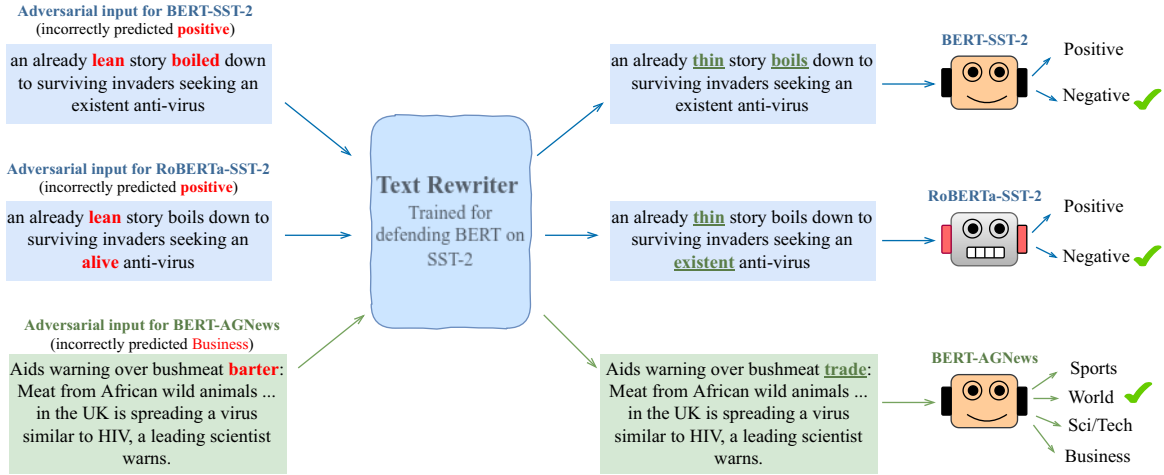 Adversarial input for BERT-SST-2
(incorrectly predicted positive)
an already lean story boiled down
to surviving invaders seeking an
existent anti-virus
Adversarial input for RoBERTa-SST-2
(incorrectly predicted positive)
an already lean story boils down to
surviving invaders seeking an
alive anti-virus
Adversarial input for BERT-AGNews
(incorrectly predicted Business)
Aids warning over bushmeat barter:
Meat from African wild animals ...
in the UK is spreading a virus
similar to HIV, a leading scientist
warns.
Text Rewriter
Trained for
defending BERT on
SST-2
an already thin story boils down to
surviving invaders seeking an
existent anti-virus
an already thin story boils down to
surviving invaders seeking an
existent anti-virus
Aids warning over bushmeat trade:
Meat from African wild animals ...
in the UK is spreading a virus
similar to HIV, a leading scientist
warns.
BERT-SST-2
Positive
Negative
RoBERTa-SST-2
Positive
Negative
BERT-AGNews
Sports
World
Sci/Tech
Business